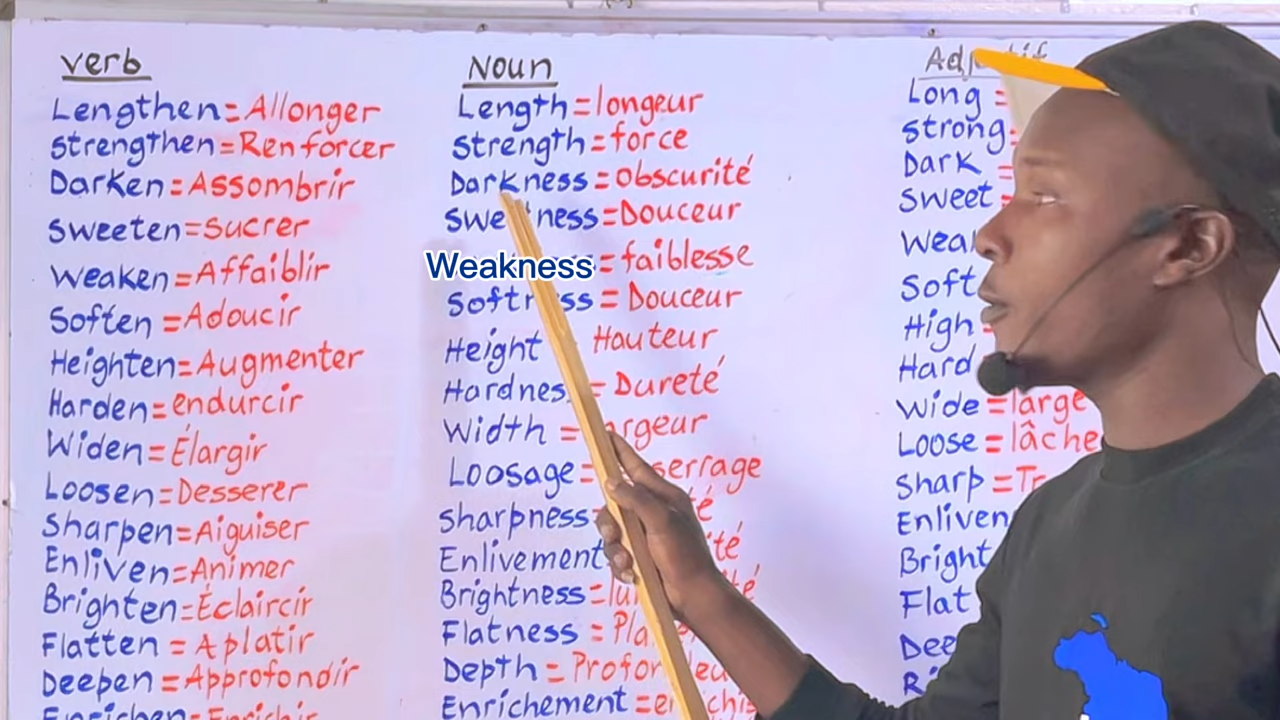 verb
Lengthen = Allonger
strengthen = Renforcer
Darken = Assombrir
sweeten = sucrer
Weaken = Affaiblir
Soften = Adoucir
Heighten = Augmenter
Harden = endurcir
Widen = Élargir
Loosen = Desserer
Sharpen = Aiguiser
Enliven = Animer
Brighten = Éclaircir
Flatten = Aplatir
Deepen = Approfondir
Noun
Length = longeur
Strength = force
Darkness = obscurité
= Douceur
Weakness = faiblesse
= Douceur
Height Hauteur
= Dureté
Width =
Loosage =
sharpness
Enlivement
Brightness =
Flatness =
Depth =
Enrichement =
Long =
strong
Dark =
sweet =
Soft
High =
Hard
Wide = large
Loose = lâche
sharp =
Enliven
Bright
Flat